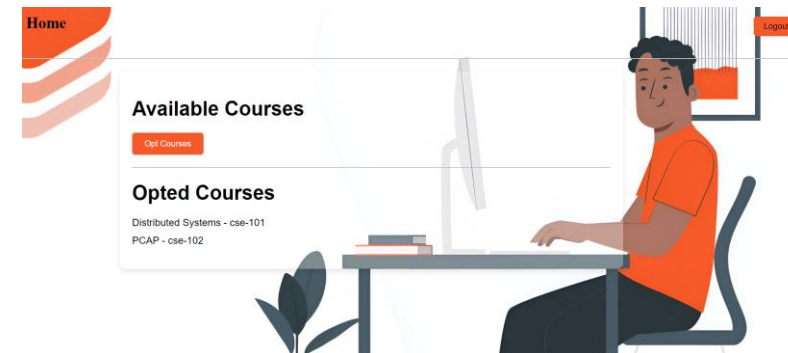 Home
Logout
Available Courses
Opt Courses
Opted Courses
Distributed Systems - cse-101
PCAP - cse-102